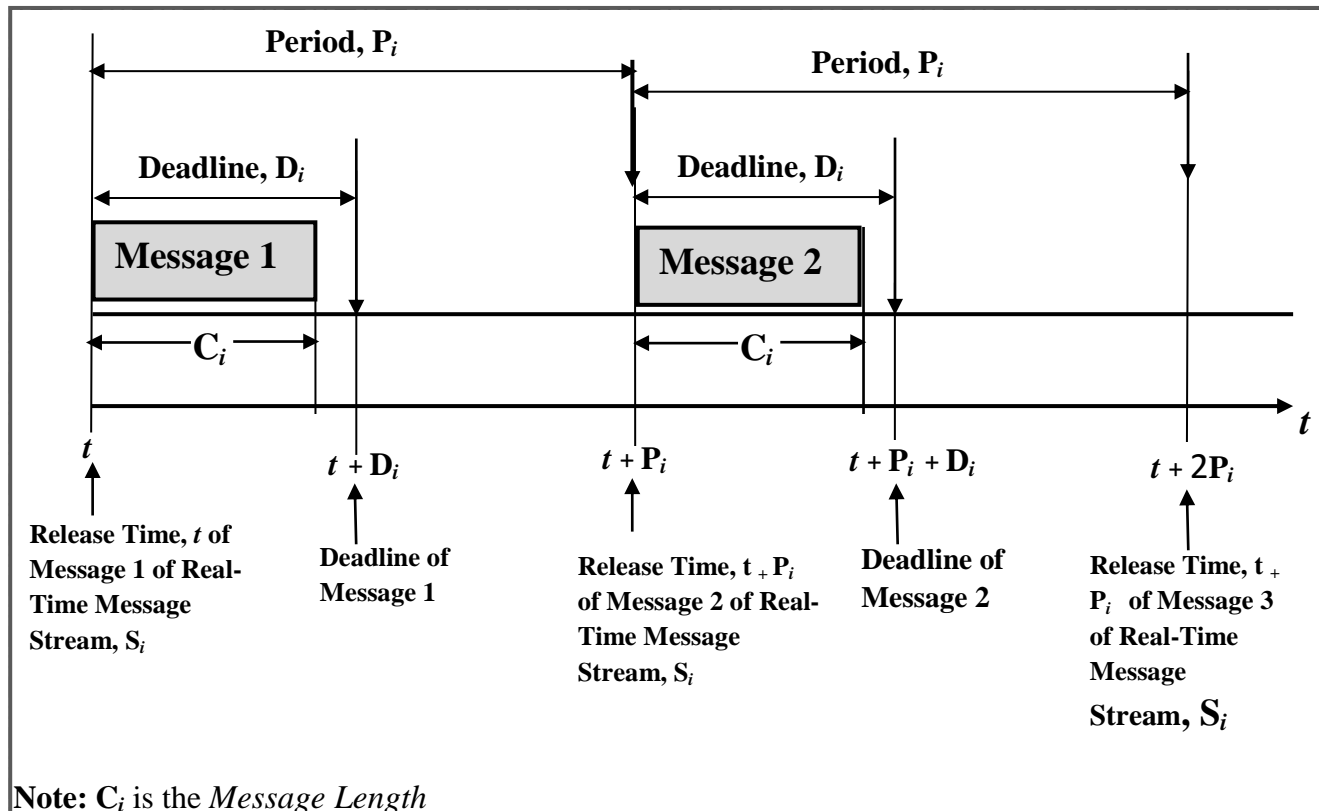 Period, Pi
Period, Pi
Deadline, Di
Deadline, Di
Message 1
Message 2
Ci
Ci
t
t
t + Di
t + Pi
t + Pi + Di
t + 2Pi
Release Time, t of
Message 1 of Real-
Time Message
Stream, Si
Deadline of
Message 1
Release Time, t + Pi
of Message 2 of Real-
Time Message
Stream, Si
Deadline of
Message 2
Release Time, t +
Pi of Message 3
of Real-Time
Message
Stream, Si
Note: Ci is the Message Length